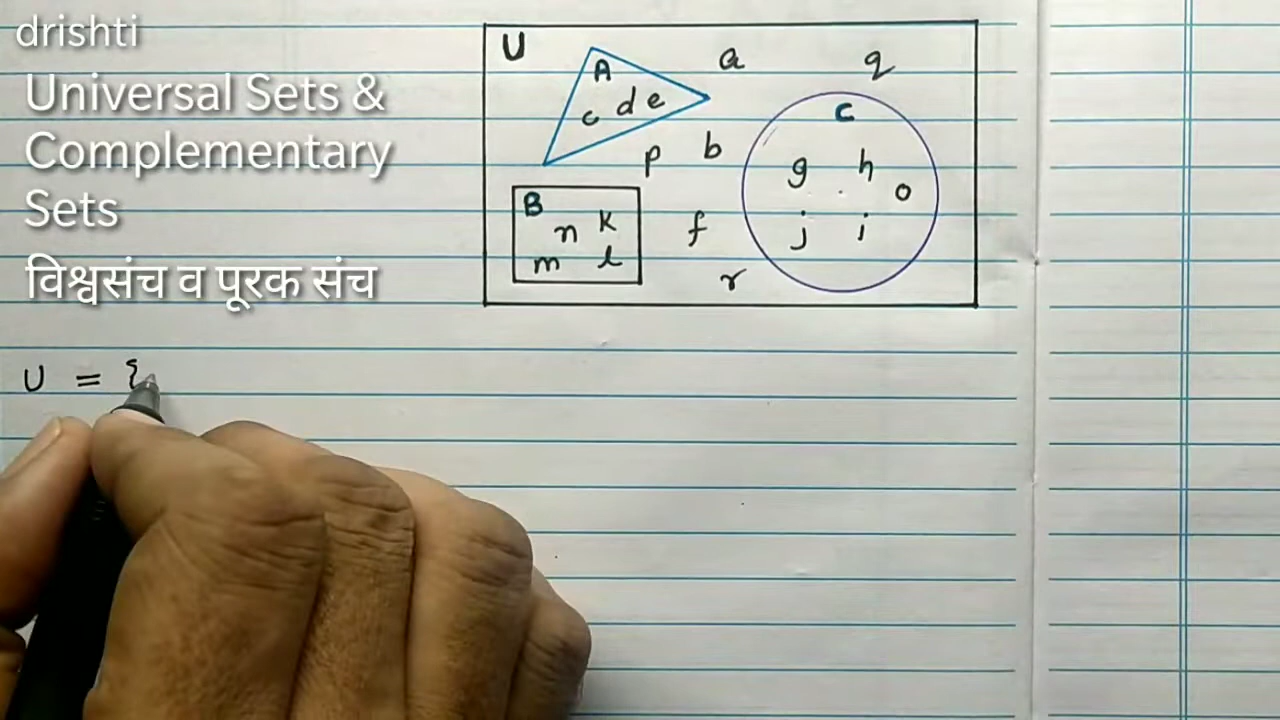 drishti
Universal Sets &
Complementary
Sets
विश्वसंच व पूरक संच
U
A
a
q
c d e
C
p
b
g h
o
B
n k
f
j i
m l
r
U = {